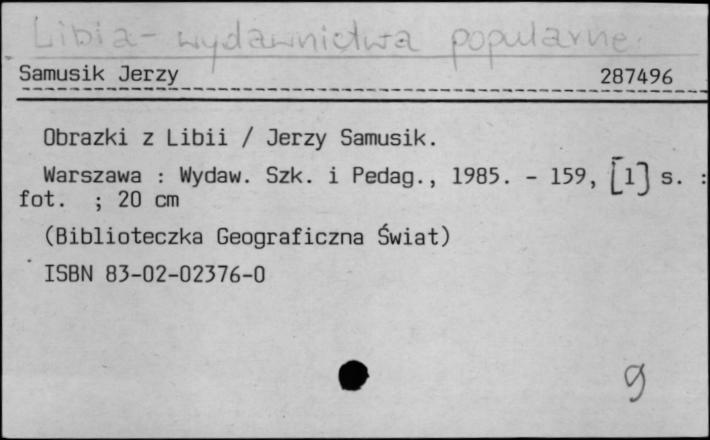 Libia - wydawnictwa popularne.
Samusik Jerzy 287496
Obrazki z Libii / Jerzy Samusik.
Warszawa : Wydaw. Szk. i Pedag., 1985. - 159, [1] s. :
fot. ; 20 cm
(Biblioteczka Geograficzna Świat)
ISBN 83-02-02376-0
9